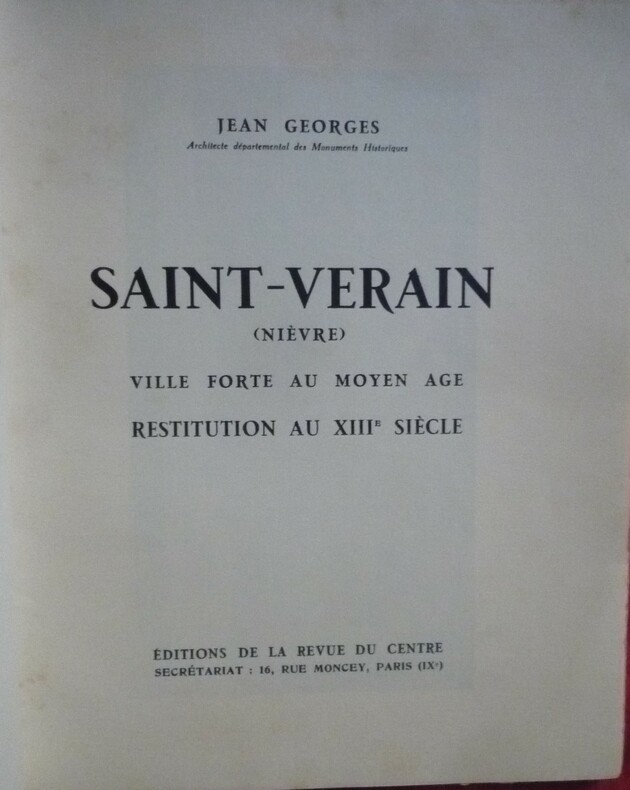 JEAN GEORGES
Architecte départemental des Monuments Historiques
SAINT-VERAIN
(NIÈVRE)
VILLE FORTE AU MOYEN AGE
RESTITUTION AU XIIIᴱ SIÈCLE
ÉDITIONS DE LA REVUE DU CENTRE
SECRÉTARIAT : 16, RUE MONCEY, PARIS (IXᵉ)